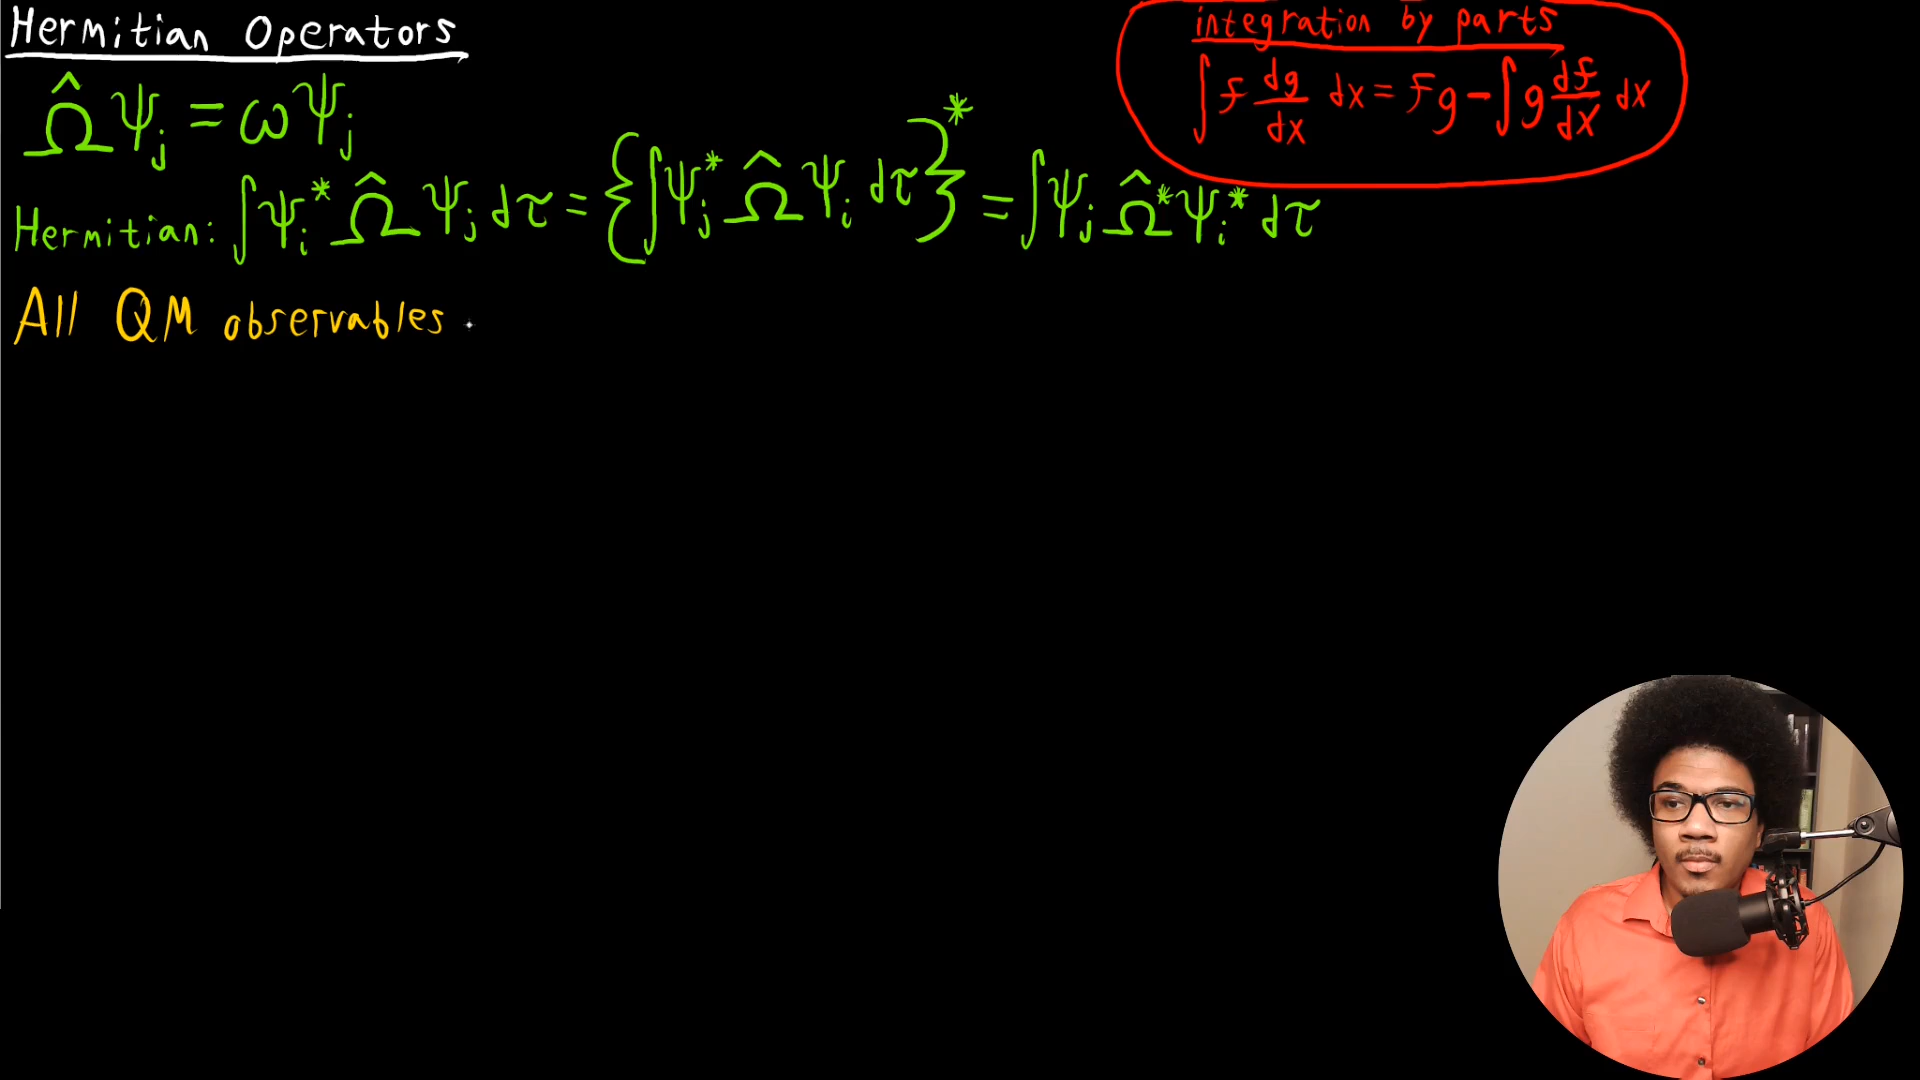 Hermitian Operators
Ω̂ Ψⱼ = ω Ψⱼ
Hermitian: ∫Ψᵢ* Ω̂ Ψⱼ dτ = {∫Ψⱼ* Ω̂ Ψᵢ dτ}* = ∫Ψⱼ Ω̂* Ψᵢ* dτ
All QM observables
integration by parts
∫ f dg/dx dx = fg - ∫ g df/dx dx